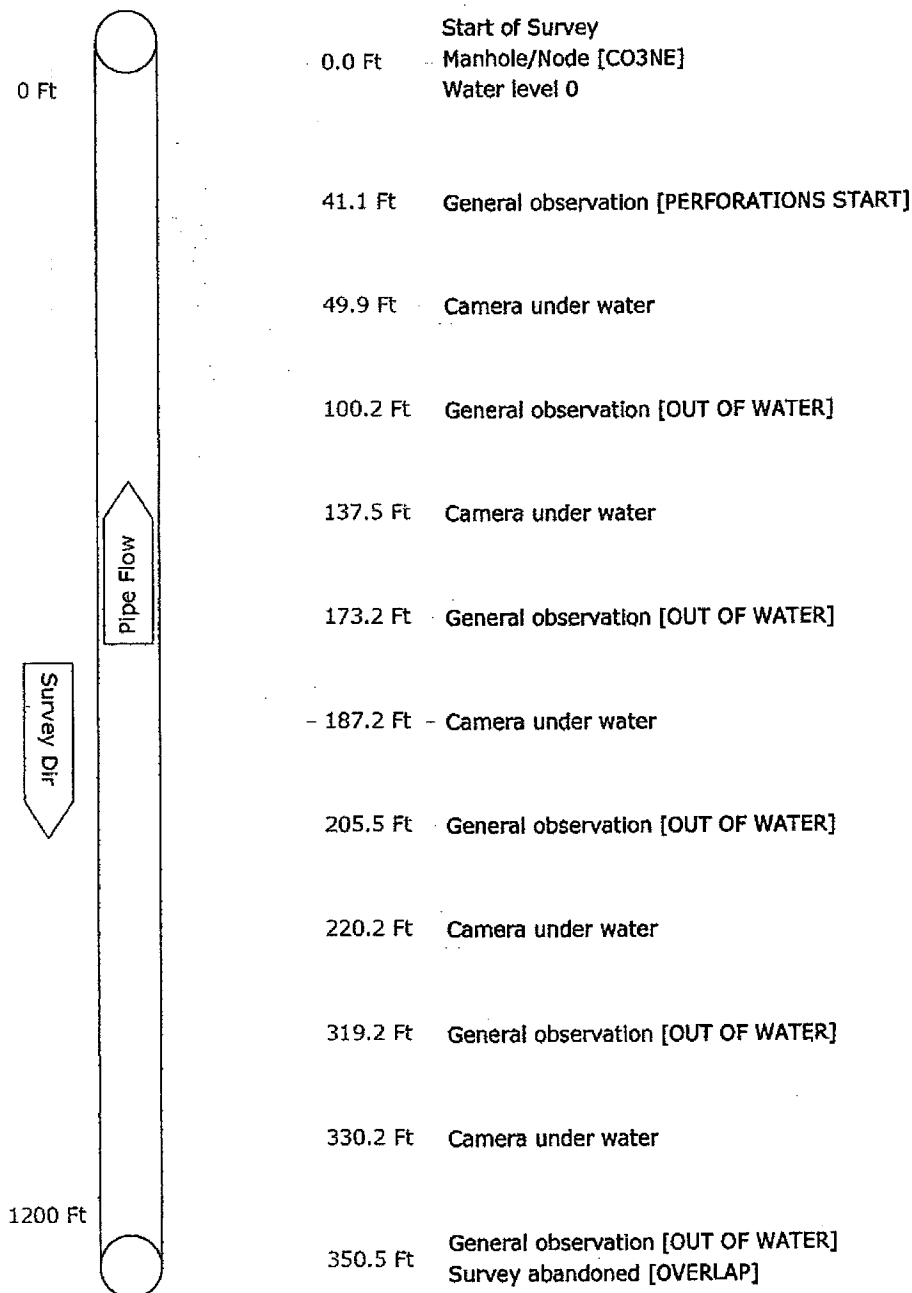 Start of Survey
0.0 Ft Manhole/Node [CO3NE]
Water level 0
0 Ft
41.1 Ft General observation [PERFORATIONS START]
49.9 Ft Camera under water
100.2 Ft General observation [OUT OF WATER]
137.5 Ft Camera under water
Pipe Flow
173.2 Ft General observation [OUT OF WATER]
Survey Dir
187.2 Ft Camera under water
205.5 Ft General observation [OUT OF WATER]
220.2 Ft Camera under water
319.2 Ft General observation [OUT OF WATER]
330.2 Ft Camera under water
1200 Ft
350.5 Ft General observation [OUT OF WATER]
Survey abandoned [OVERLAP]